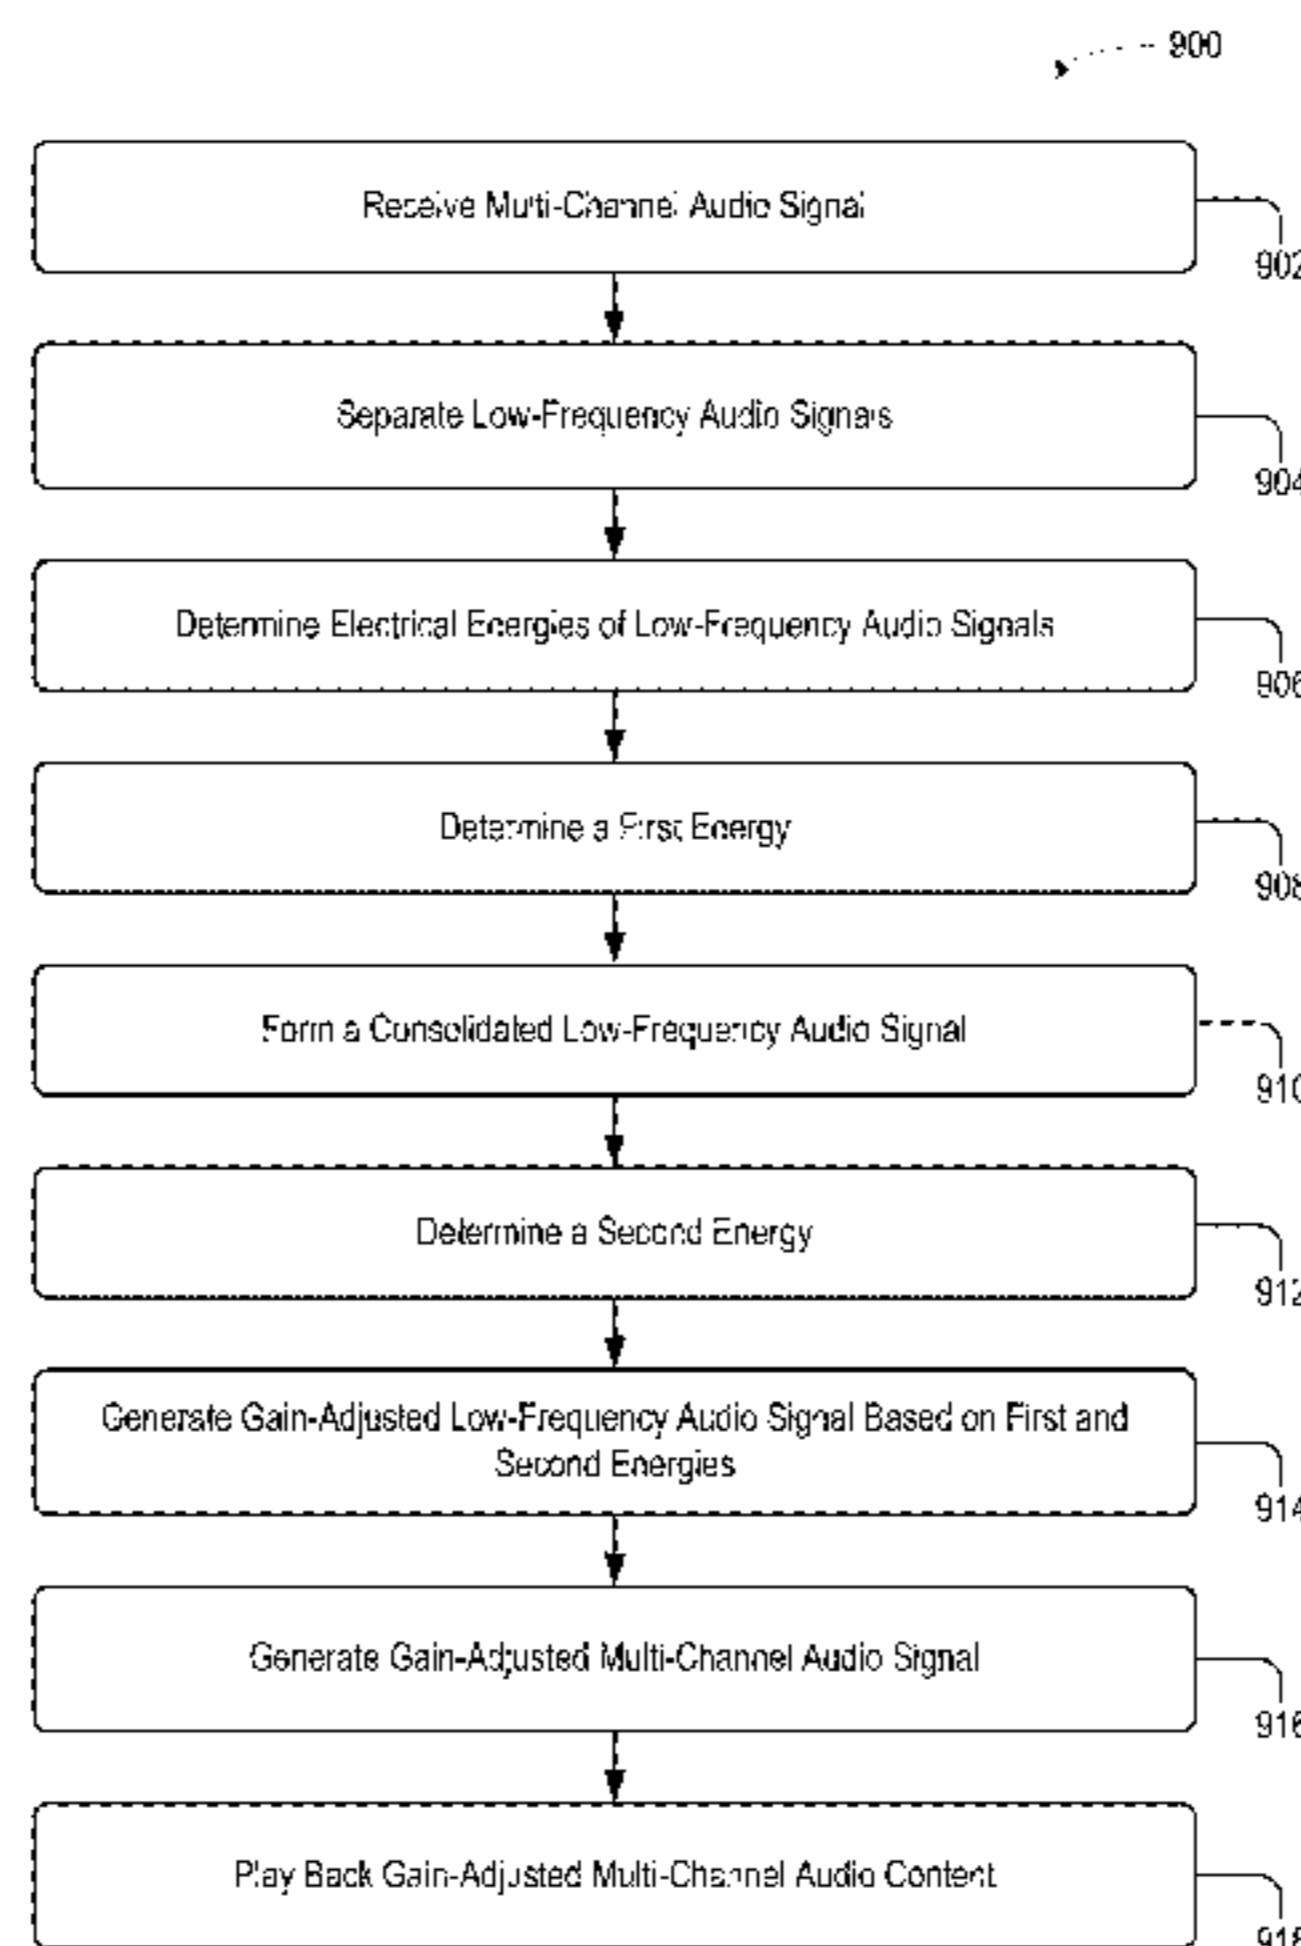 900
Receive Multi-Channel Audio Signal
902
Separate Low-Frequency Audio Signals
904
Determine Electrical Energies of Low-Frequency Audio Signals
906
Determine a First Energy
908
Form a Consolidated Low-Frequency Audio Signal
910
Determine a Second Energy
912
Generate Gain-Adjusted Low-Frequency Audio Signal Based on First and
Second Energies
914
Generate Gain-Adjusted Multi-Channel Audio Signal
916
Play Back Gain-Adjusted Multi-Channel Audio Content
918